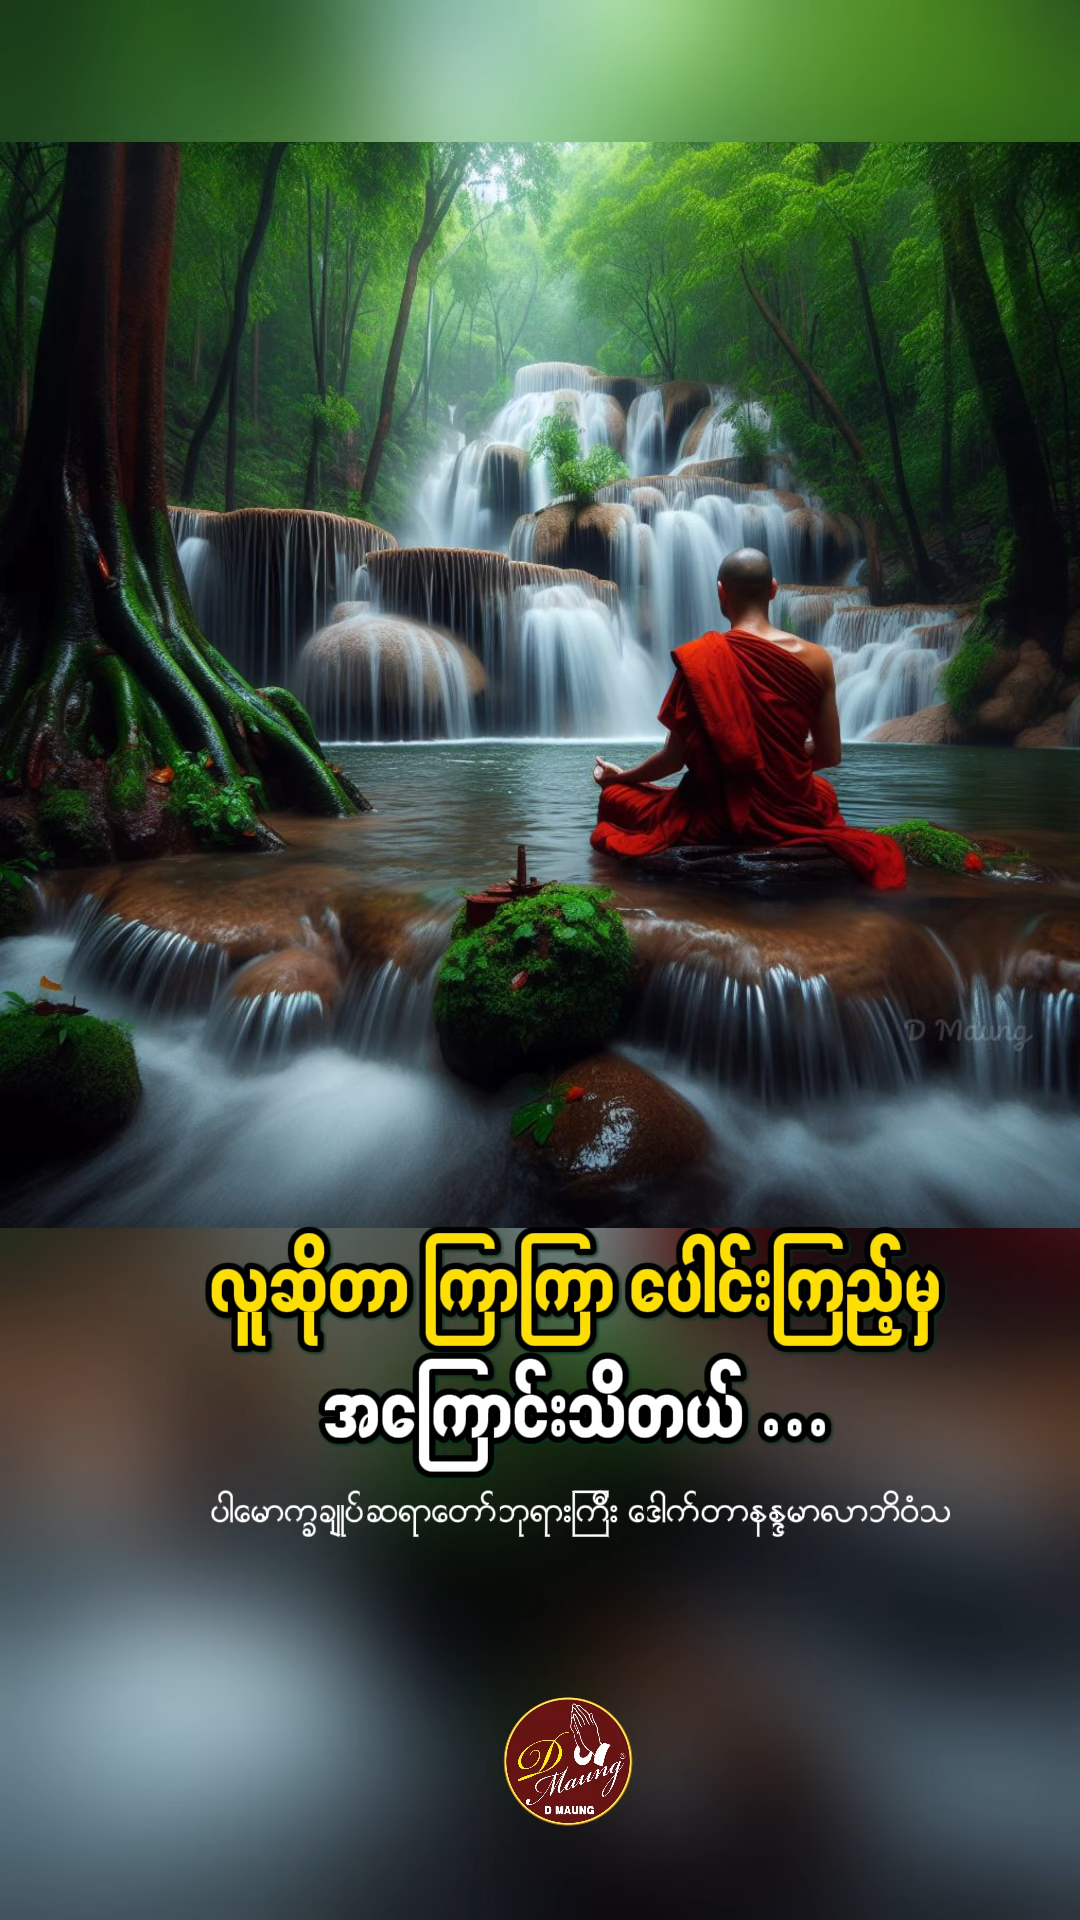 D Maung
လူဆိုတာ ကြာကြာ ပေါင်းကြည့်မှ
အကြောင်းသိတယ် ...
ပါမောက္ခချုပ်ဆရာတော်ဘုရားကြီး ဒေါက်တာနန္ဒမာလာဘိဝံသ
D
Maung®
D MAUNG